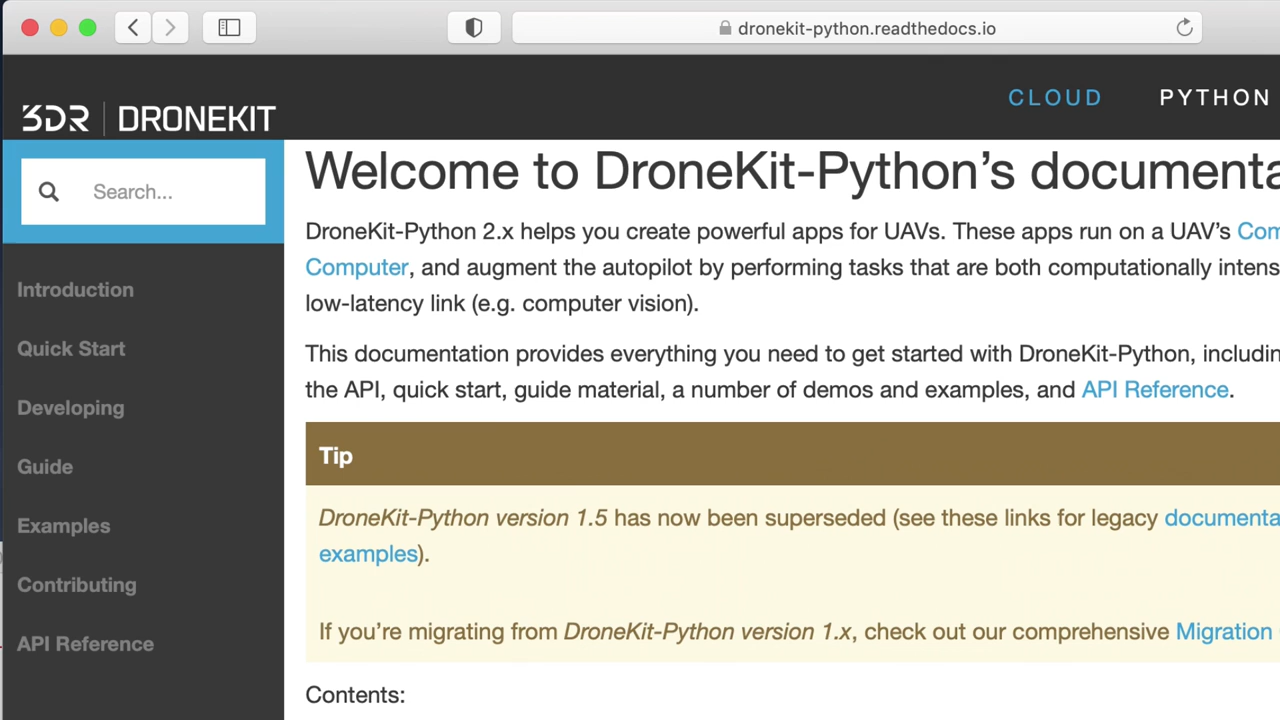 dronekit-python.readthedocs.io
CLOUD PYTHON
3DR | DRONEKIT
Search...
Introduction
Quick Start
Developing
Guide
Examples
Contributing
API Reference
Welcome to DroneKit-Python’s documenta
DroneKit-Python 2.x helps you create powerful apps for UAVs. These apps run on a UAV’s Com
Computer, and augment the autopilot by performing tasks that are both computationally intens
low-latency link (e.g. computer vision).
This documentation provides everything you need to get started with DroneKit-Python, includin
the API, quick start, guide material, a number of demos and examples, and API Reference.
Tip
DroneKit-Python version 1.5 has now been superseded (see these links for legacy documenta
examples).
If you’re migrating from DroneKit-Python version 1.x, check out our comprehensive Migration
Contents: